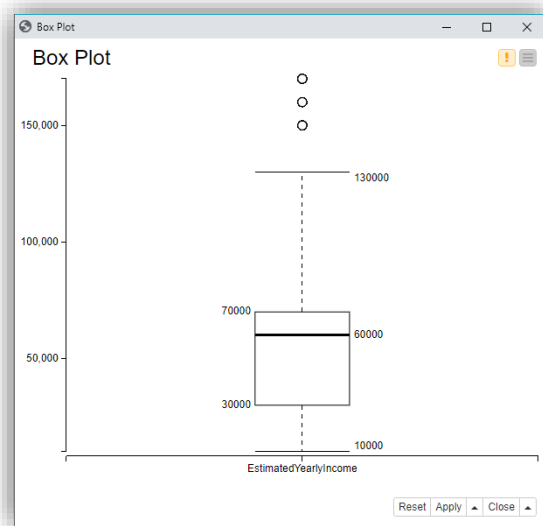 Box Plot
Box Plot
!
150,000
130000
100,000
70000
60000
50,000
30000
10000
EstimatedYearlyIncome
Reset Apply Close